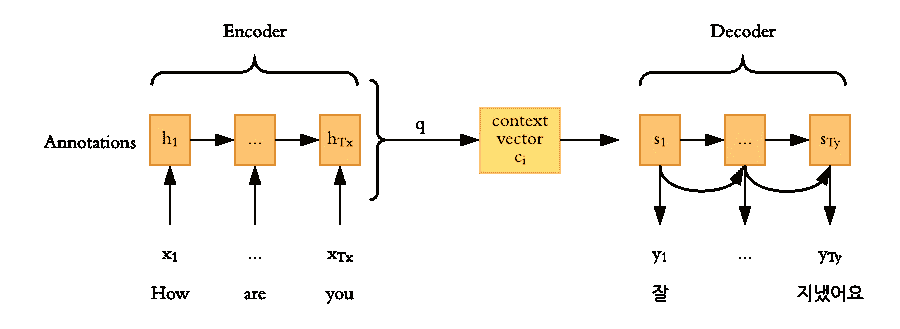 Encoder
Decoder
Annotations
h1
...
hTx
q
context
vector
ci
s1
...
sTy
x1
...
xTx
y1
...
yTy
How
are
you
잘
지냈어요